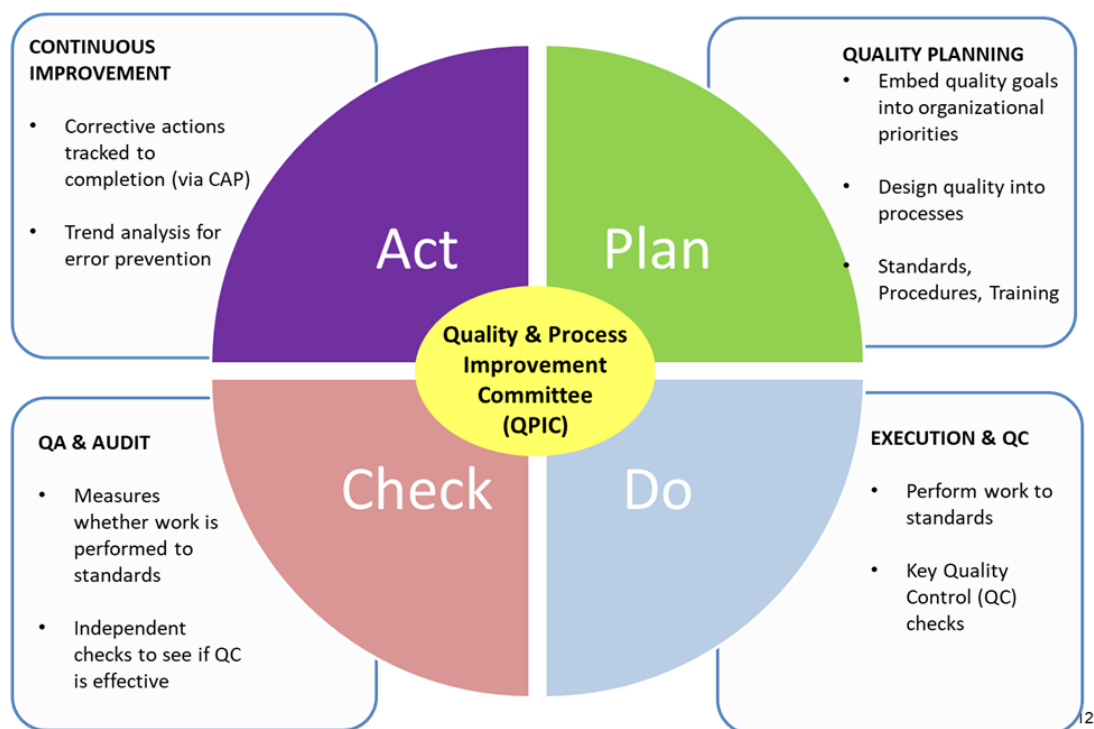 CONTINUOUS
IMPROVEMENT
• Corrective actions
tracked to
completion (via CAP)
• Trend analysis for
error prevention
QUALITY PLANNING
• Embed quality goals
into organizational
priorities
• Design quality into
processes
• Standards,
Procedures, Training
Act
Plan
Quality & Process
Improvement
Committee
(QPIC)
Check
Do
QA & AUDIT
• Measures
whether work is
performed to
standards
• Independent
checks to see if QC
is effective
EXECUTION & QC
• Perform work to
standards
• Key Quality
Control (QC)
checks
12